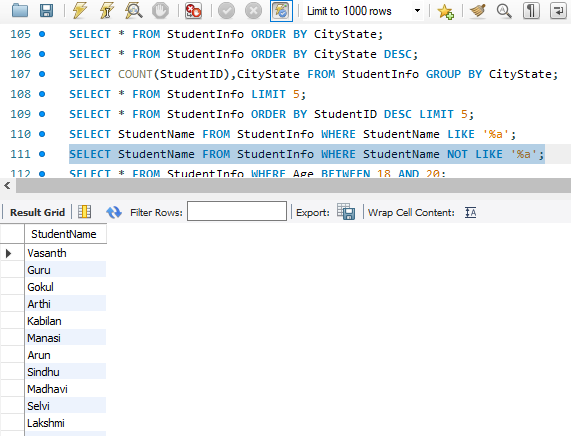 Limit to 1000 rows
105 SELECT * FROM StudentInfo ORDER BY CityState;
106 SELECT * FROM StudentInfo ORDER BY CityState DESC;
107 SELECT COUNT(StudentID),CityState FROM StudentInfo GROUP BY CityState;
108 SELECT * FROM StudentInfo LIMIT 5;
109 SELECT * FROM StudentInfo ORDER BY StudentID DESC LIMIT 5;
110 SELECT StudentName FROM StudentInfo WHERE StudentName LIKE '%a';
111 SELECT StudentName FROM StudentInfo WHERE StudentName NOT LIKE '%a';
112 SELECT * FROM StudentInfo WHERE Age BETWEEN 18 AND 20;
Result Grid Filter Rows: Export: Wrap Cell Content: IA
StudentName
Vasanth
Guru
Gokul
Arthi
Kabilan
Manasi
Arun
Sindhu
Madhavi
Selvi
Lakshmi